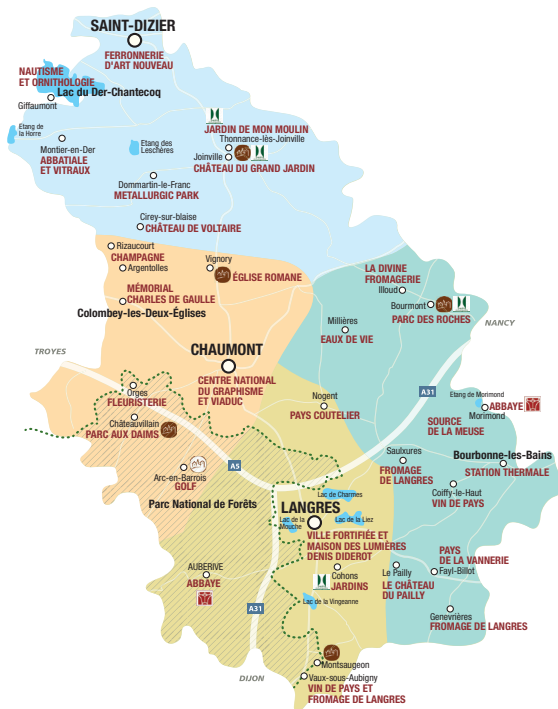 SAINT-DIZIER
FERRONNERIE
D'ART NOUVEAU
NAUTISME
ET ORNITHOLOGIE
Lac du Der-Chantecoq
Giffaumont
Etang de
la Horre
Montier-en-Der
ABBATIALE
ET VITRAUX
Etang des
Leschères
JARDIN DE MON MOULIN
Thonnance-lès-Joinville
Joinville
CHÂTEAU DU GRAND JARDIN
Dommartin-le-Franc
METALLURGIC PARK
Cirey-sur-blaise
CHÂTEAU DE VOLTAIRE
Rizaucourt
CHAMPAGNE
Argentolles
Vignory
ÉGLISE ROMANE
MÉMORIAL
CHARLES DE GAULLE
Colombey-les-Deux-Églises
LA DIVINE
FROMAGERIE
Illoud
Bourmont
PARC DES ROCHES
NANCY
Millières
EAUX DE VIE
TROYES
CHAUMONT
CENTRE NATIONAL
DU GRAPHISME
ET VIADUC
Orges
FLEURISTERIE
Châteauvillain
PARC AUX DAIMS
Nogent
PAYS COUTELIER
A31
Etang de Morimond
ABBAYE
Morimond
SOURCE
DE LA MEUSE
Arc-en-Barrois
GOLF
A5
Parc National de Forêts
Saulxures
FROMAGE
DE LANGRES
Bourbonne-les-Bains
STATION THERMALE
Coiffy-le-Haut
VIN DE PAYS
Lac de Charmes
LANGRES
Lac de la
Mouche
Lac de la Liez
VILLE FORTIFIÉE ET
MAISON DES LUMIÈRES
DENIS DIDEROT
AUBERIVE
ABBAYE
Cohons
JARDINS
Le Pailly
LE CHÂTEAU
DU PAILLY
PAYS
DE LA VANNERIE
Fayl-Billot
Lac de la Vingeanne
A31
Genevrières
FROMAGE DE LANGRES
Montsaugeon
DIJON
Vaux-sous-Aubigny
VIN DE PAYS ET
FROMAGE DE LANGRES